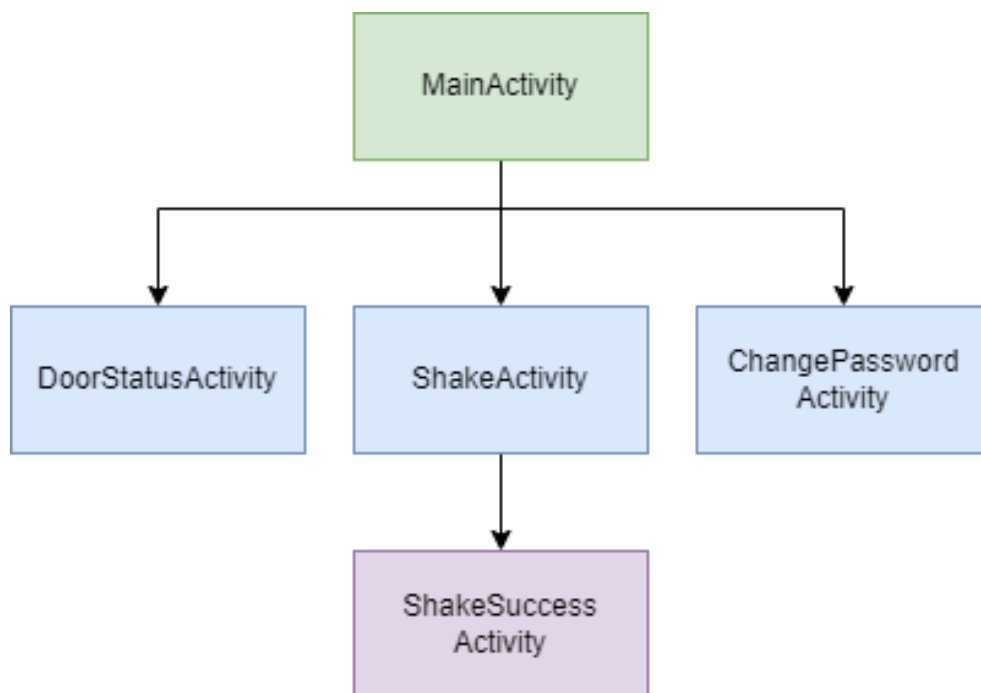 MainActivity
DoorStatusActivity
ShakeActivity
ChangePassword
Activity
ShakeSuccess
Activity